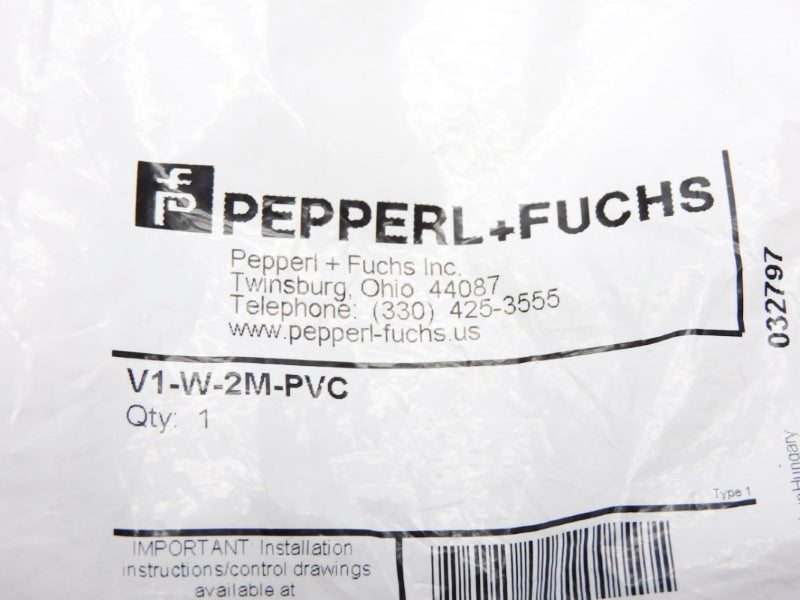 PEPPERL+FUCHS
Pepperl + Fuchs Inc.
Twinsburg, Ohio 44087
Telephone: (330) 425-3555
www.pepperl-fuchs.us
032797
V1-W-2M-PVC
Qty: 1
Hungary
Type 1
IMPORTANT: Installation
instructions/control drawings
available at